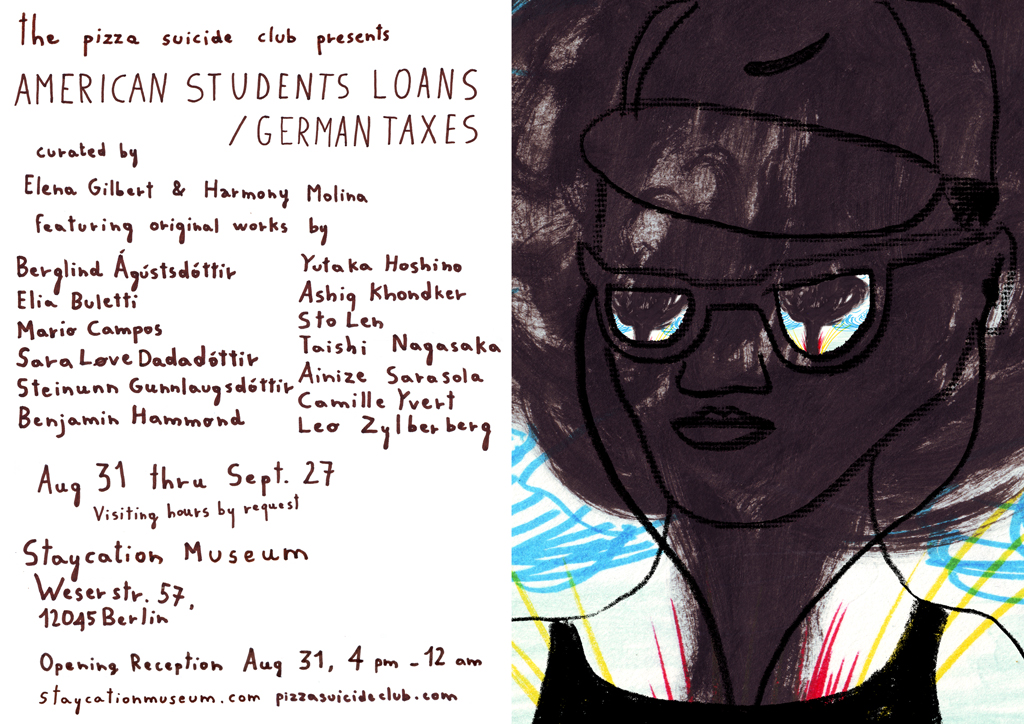 the pizza suicide club presents
AMERICAN STUDENTS LOANS
/GERMAN TAXES
curated by
Elena Gilbert & Harmony Molina
featuring original works by
Berglind Ágústsdóttir
Elia Buletti
Mario Campos
Sara Løve Dadadóttir
Steinunn Gunnlaugsdóttir
Benjamin Hammond
Yutaka Hoshino
Ashiq Khondker
Sto Len
Taishi Nagasaka
Ainize Sarasola
Camille Yvert
Leo Zylberberg
Aug 31 thru Sept. 27
Visiting hours by request
Staycation Museum
Weserstr. 57,
12045 Berlin
Opening Reception Aug 31, 4 pm - 12 am
staycationmuseum.com pizzasuicideclub.com